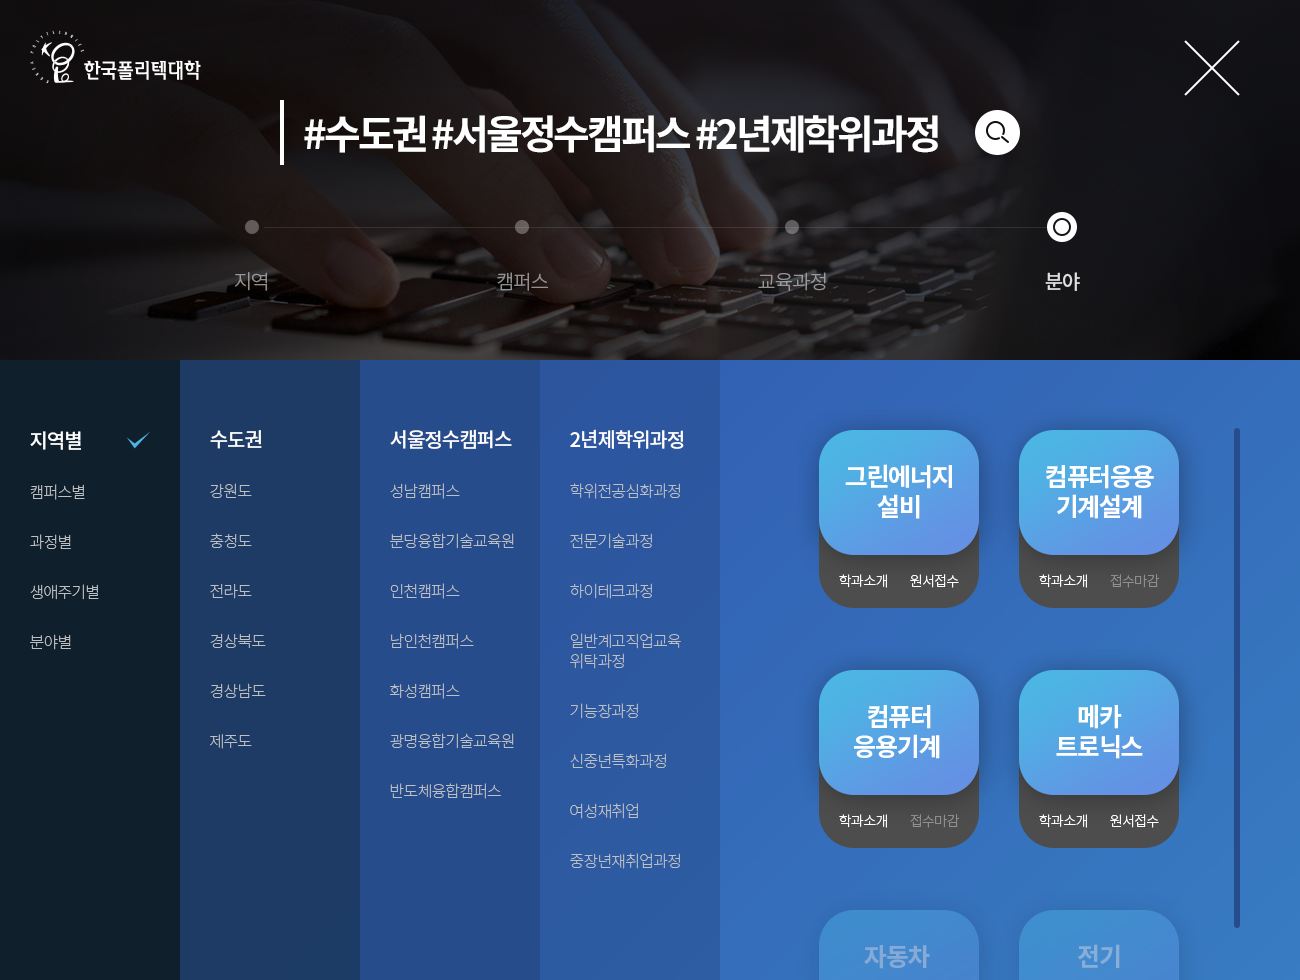 한국폴리텍대학
#수도권 #서울정수캠퍼스 #2년제학위과정
지역
캠퍼스
교육과정
분야
지역별
캠퍼스별
과정별
생애주기별
분야별
수도권
강원도
충청도
전라도
경상북도
경상남도
제주도
서울정수캠퍼스
성남캠퍼스
분당융합기술교육원
인천캠퍼스
남인천캠퍼스
화성캠퍼스
광명융합기술교육원
반도체융합캠퍼스
2년제학위과정
학위전공심화과정
전문기술과정
하이테크과정
일반계고직업교육
위탁과정
기능장과정
신중년특화과정
여성재취업
중장년재취업과정
그린에너지
설비
학과소개 원서접수
컴퓨터응용
기계설계
학과소개 접수마감
컴퓨터
응용기계
학과소개 접수마감
메카
트로닉스
학과소개 원서접수
자동차
전기